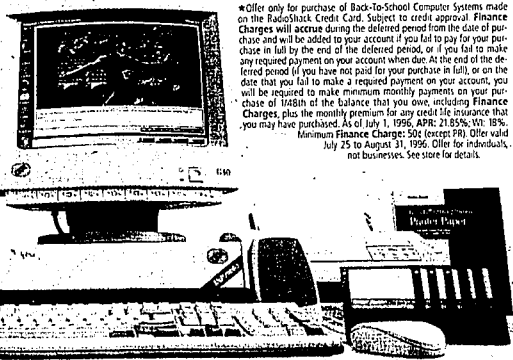 ★Offer only for purchase of Back-To-School Computer Systems made
on the RadioShack Credit Card. Subject to credit approval. Finance
Charges will accrue during the deferred period from the date of pur-
chase and will be added to your account if you fail to pay for your pur-
chase in full by the end of the deferred period, or if you fail to make
any required payment on your account when due. At the end of the de-
ferred period (if you have not paid for your purchase in full), or on the
date that you fail to make a required payment on your account, you
will be required to make minimum monthly payments on your pur-
chase of 1/48th of the balance that you owe, including Finance
Charges, plus the monthly premium for any credit life insurance that
you may have purchased. As of July 1, 1996, APR: 21.85%; WI: 18%.
Minimum Finance Charge: 50¢ (except PR). Offer valid
July 25 to August 31, 1996. Offer for individuals,
not businesses. See store for details.
Printer Paper